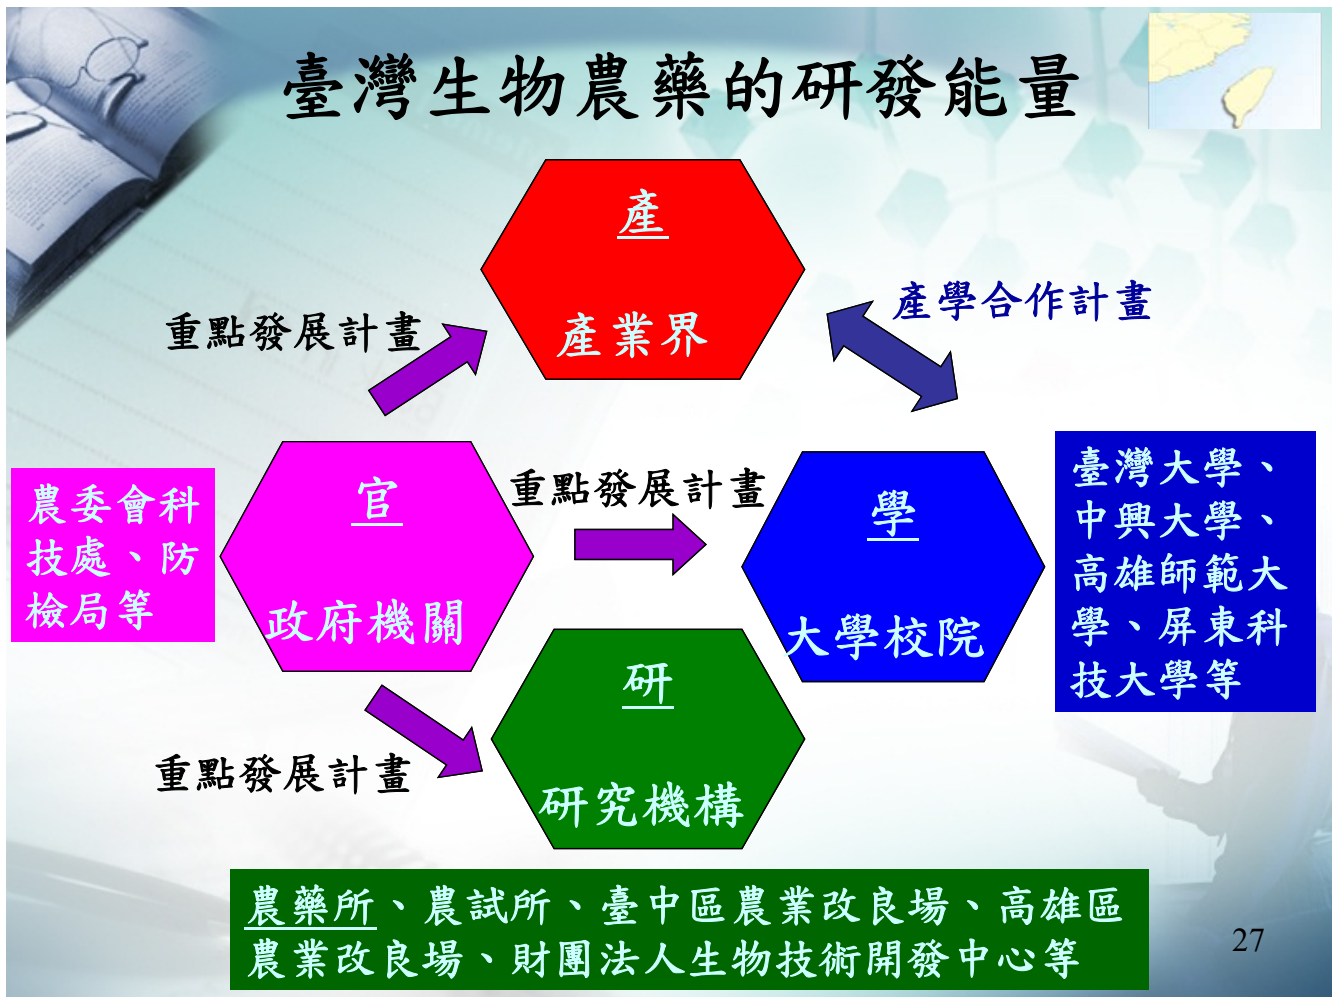 臺灣生物農藥的研發能量
產
產業界
重點發展計畫
產學合作計畫
農委會科
技處、防
檢局等
官
政府機關
重點發展計畫
學
大學校院
臺灣大學、
中興大學、
高雄師範大
學、屏東科
技大學等
重點發展計畫
研
研究機構
農藥所、農試所、臺中區農業改良場、高雄區
農業改良場、財團法人生物技術開發中心等
27